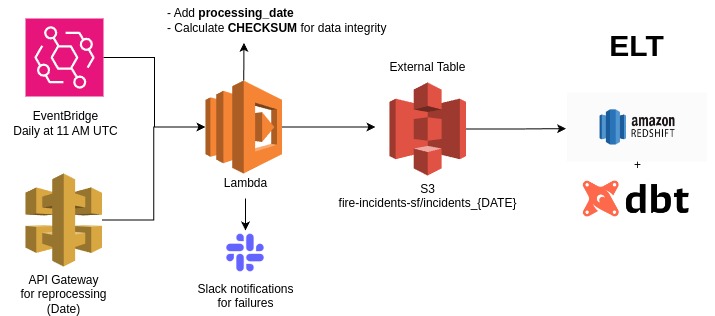 - Add processing_date
- Calculate CHECKSUM for data integrity
ELT
External Table
EventBridge
Daily at 11 AM UTC
amazon
REDSHIFT
+
Lambda
S3
fire-incidents-sf/incidents_{DATE}
dbt
API Gateway
for reprocessing
(Date)
Slack notifications
for failures